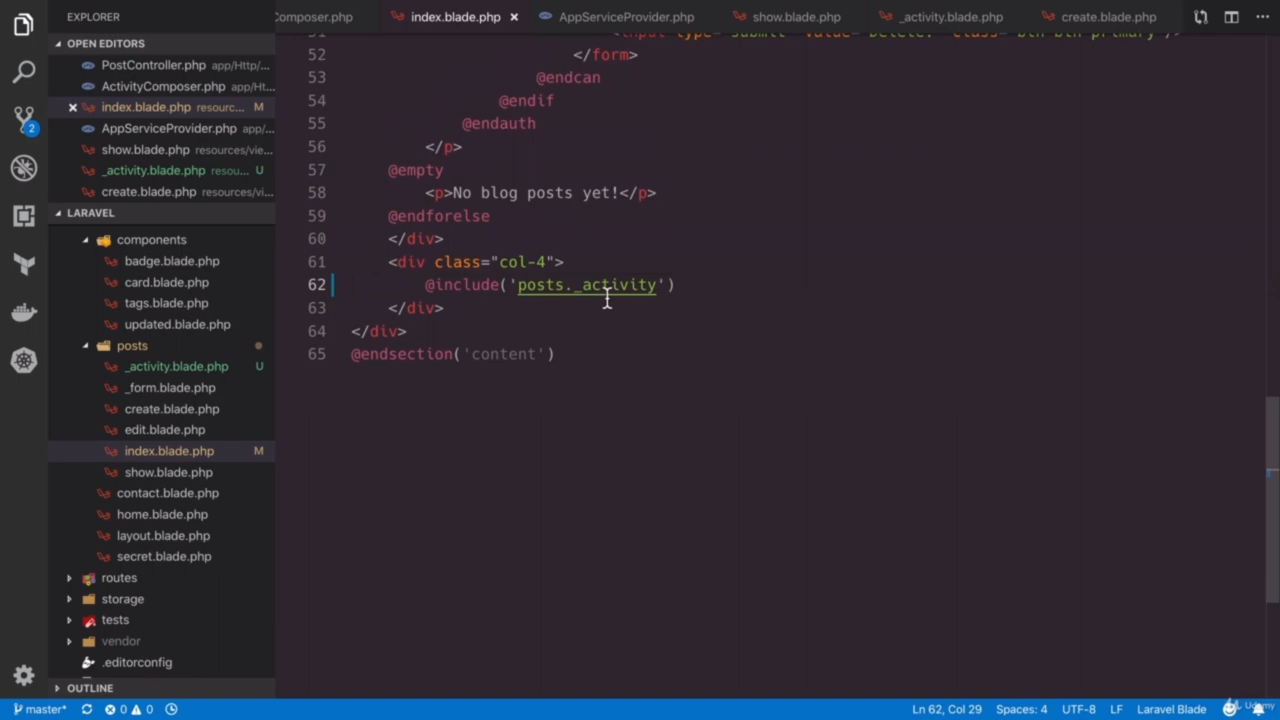 EXPLORER
Composer.php
index.blade.php
AppServiceProvider.php
show.blade.php
_activity.blade.php
create.blade.php
OPEN EDITORS
PostController.php app/Http/...
ActivityComposer.php app/Ht...
index.blade.php resourc... M
AppServiceProvider.php app/...
show.blade.php resources/vie...
_activity.blade.php resou... U
create.blade.php resources/vi...
LARAVEL
components
badge.blade.php
card.blade.php
tags.blade.php
updated.blade.php
posts
_activity.blade.php U
_form.blade.php
create.blade.php
edit.blade.php
index.blade.php M
show.blade.php
contact.blade.php
home.blade.php
layout.blade.php
secret.blade.php
routes
storage
tests
vendor
.editorconfig
OUTLINE
52 </form>
53 @endcan
54 @endif
55 @endauth
56 </p>
57 @empty
58 <p>No blog posts yet!</p>
59 @endforelse
60 </div>
61 <div class="col-4">
62 @include('posts._activity')
63 </div>
64 </div>
65 @endsection('content')
2
master* 0 0
Ln 62, Col 29 Spaces: 4 UTF-8 LF Laravel Blade
Udemy